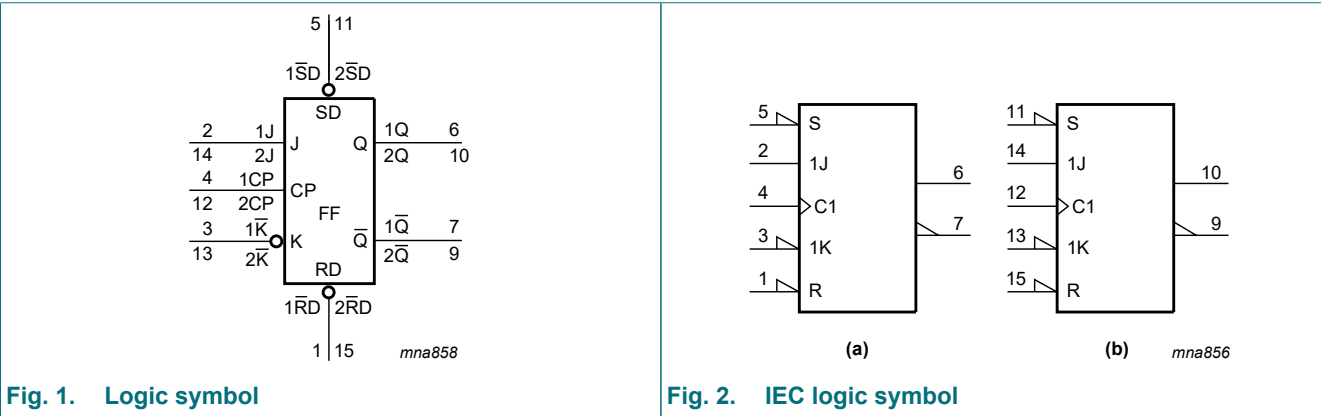 5 11
1S̅D 2S̅D
SD
2 1J J Q 1Q 6
14 2J 2Q 10
4 1CP CP
12 2CP
FF
3 1K̅ K Q̅ 1Q̅ 7
13 2K̅ 2Q̅ 9
RD
1R̅D 2R̅D
1 15
mna858
Fig. 1. Logic symbol
5 S
2 1J
6
4 C1
7
3 1K
1 R
(a)
11 S
14 1J
10
12 C1
9
13 1K
15 R
(b)
mna856
Fig. 2. IEC logic symbol